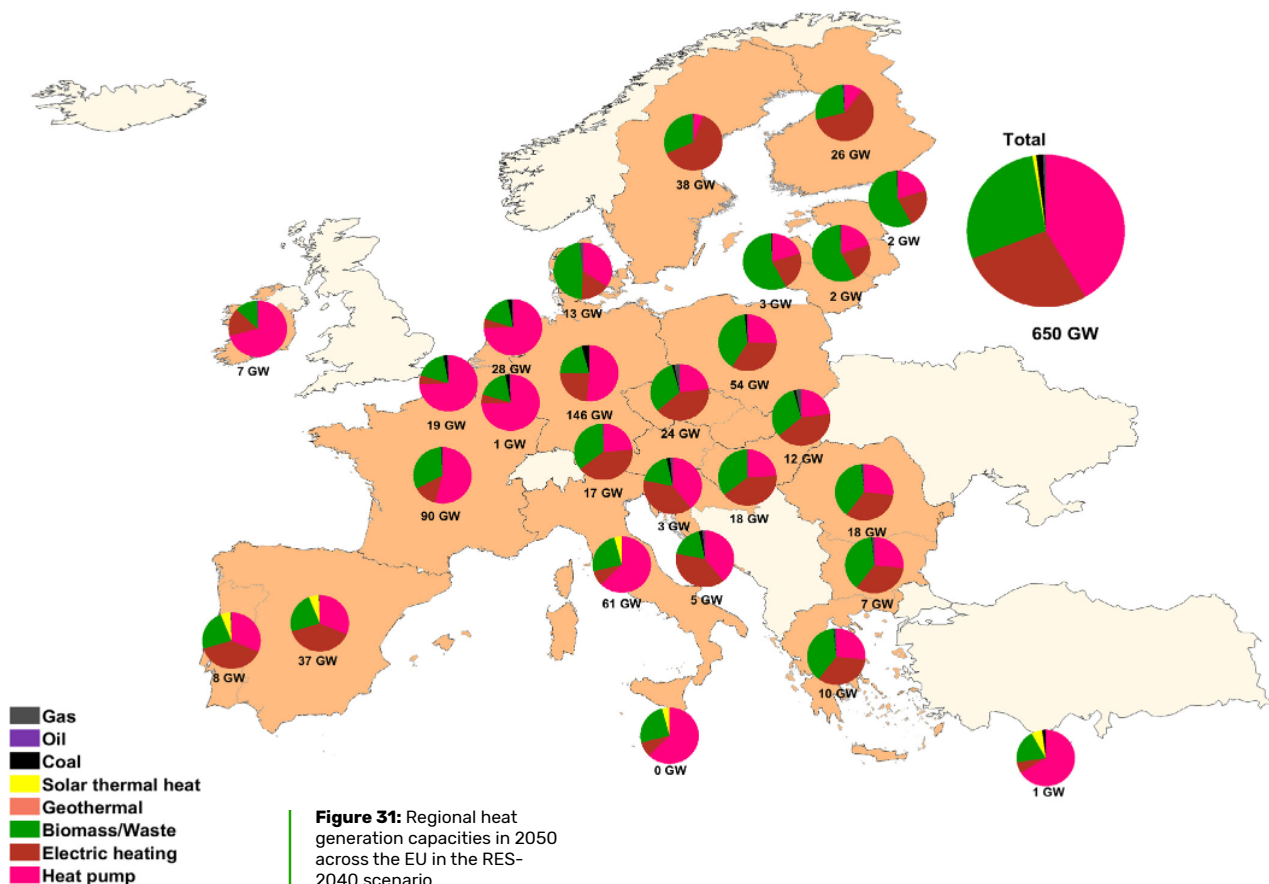 Total
26 GW
38 GW
2 GW
3 GW
2 GW
13 GW
650 GW
7 GW
28 GW
54 GW
146 GW
19 GW
1 GW
24 GW
12 GW
17 GW
3 GW
18 GW
90 GW
18 GW
61 GW
5 GW
7 GW
37 GW
8 GW
10 GW
0 GW
1 GW
Gas
Oil
Coal
Solar thermal heat
Geothermal
Biomass/Waste
Electric heating
Heat pump
Figure 31: Regional heat
generation capacities in 2050
across the EU in the RES-
2040 scenario